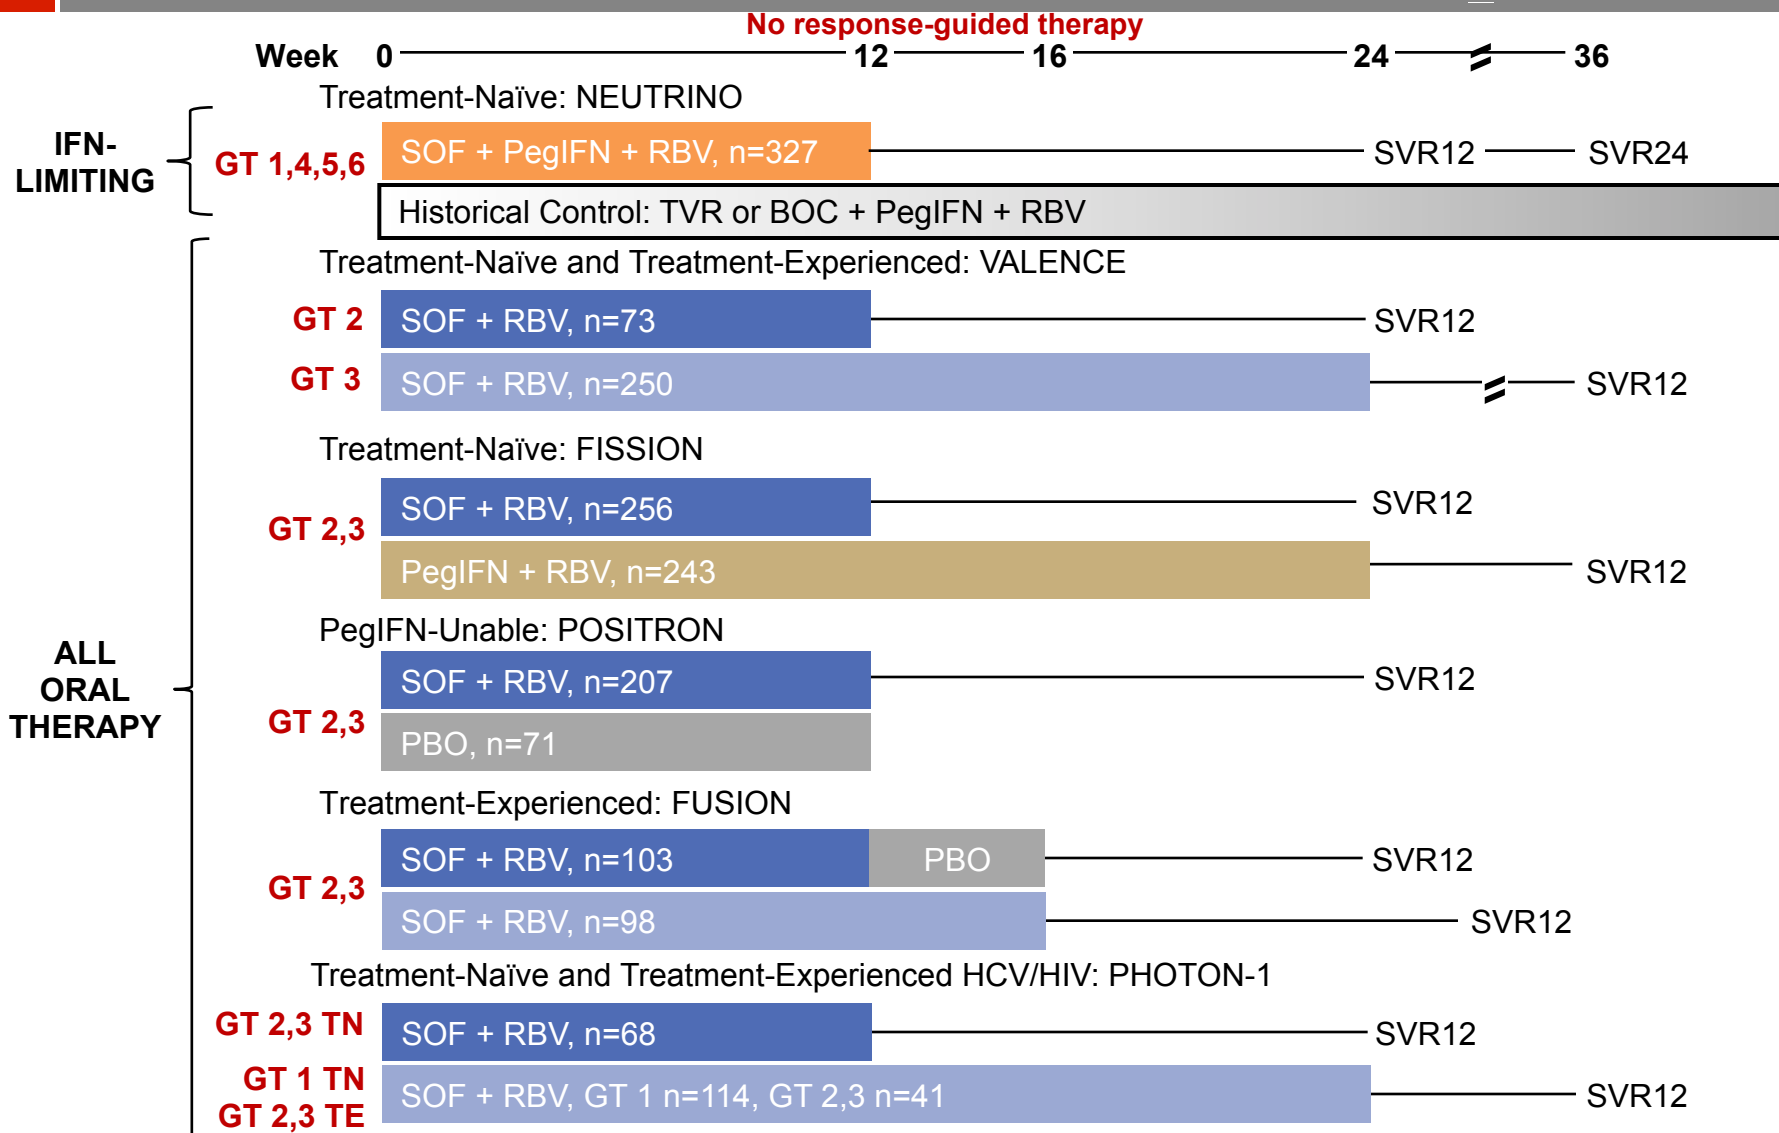 No response-guided therapy
Week 0 12 16 24 36
Treatment-Naïve: NEUTRINO
IFN-
LIMITING
GT 1,4,5,6
SOF + PegIFN + RBV, n=327
SVR12
SVR24
Historical Control: TVR or BOC + PegIFN + RBV
Treatment-Naïve and Treatment-Experienced: VALENCE
GT 2
SOF + RBV, n=73
SVR12
GT 3
SOF + RBV, n=250
SVR12
Treatment-Naïve: FISSION
GT 2,3
SOF + RBV, n=256
SVR12
PegIFN + RBV, n=243
SVR12
ALL
ORAL
THERAPY
PegIFN-Unable: POSITRON
GT 2,3
SOF + RBV, n=207
SVR12
PBO, n=71
Treatment-Experienced: FUSION
GT 2,3
SOF + RBV, n=103
PBO
SVR12
SOF + RBV, n=98
SVR12
Treatment-Naïve and Treatment-Experienced HCV/HIV: PHOTON-1
GT 2,3 TN
SOF + RBV, n=68
SVR12
GT 1 TN
GT 2,3 TE
SOF + RBV, GT 1 n=114, GT 2,3 n=41
SVR12